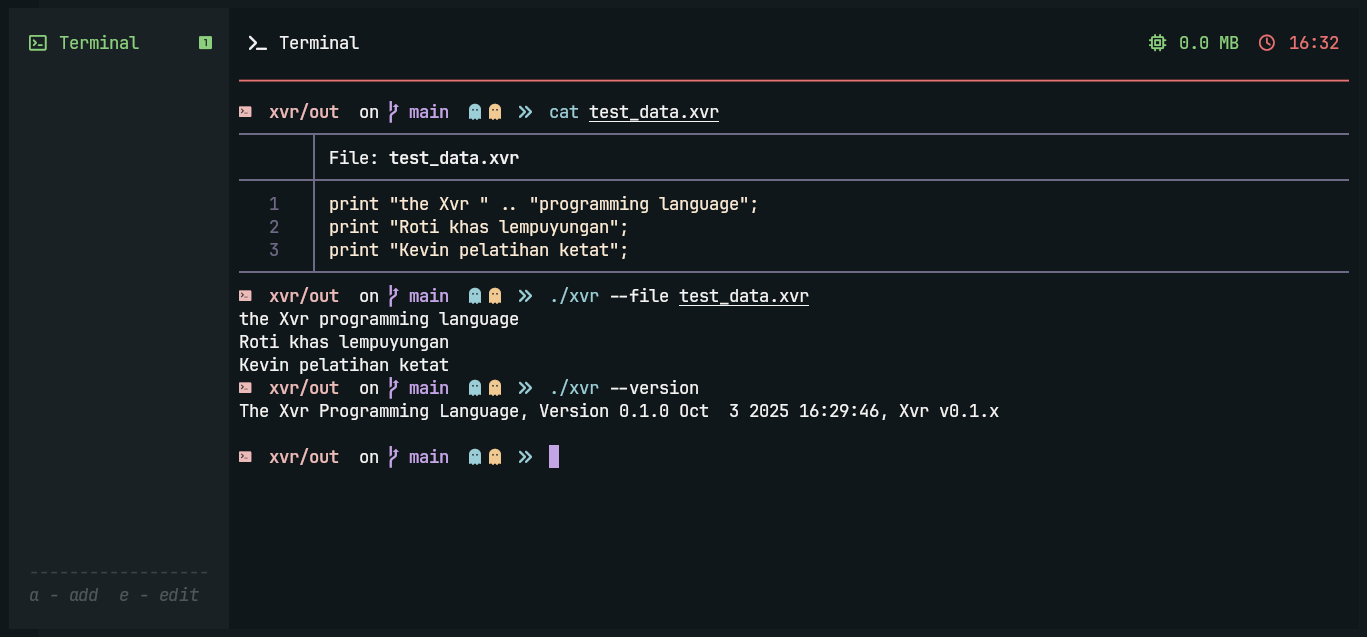 Terminal 1
Terminal 0.0 MB 16:32
xvr/out on main » cat test_data.xvr
File: test_data.xvr
1 print "the Xvr " .. "programming language";
2 print "Roti khas lempuyungan";
3 print "Kevin pelatihan ketat";
xvr/out on main » ./xvr --file test_data.xvr
the Xvr programming language
Roti khas lempuyungan
Kevin pelatihan ketat
xvr/out on main » ./xvr --version
The Xvr Programming Language, Version 0.1.0 Oct  3 2025 16:29:46, Xvr v0.1.x
xvr/out on main »
a - add e - edit